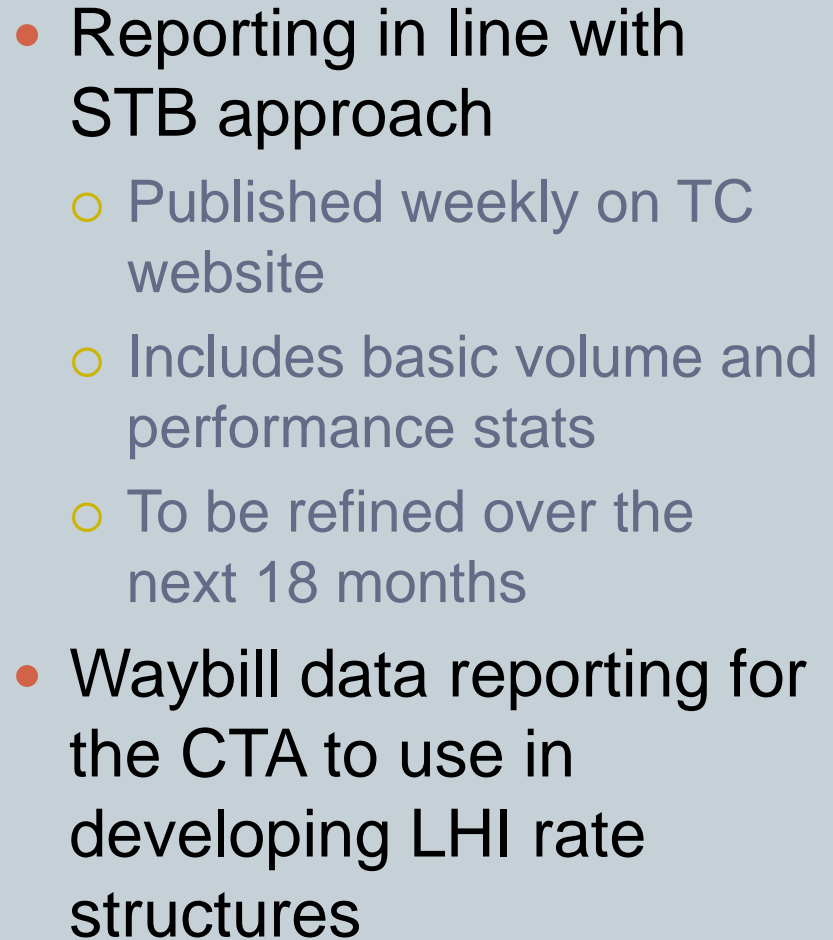 • Reporting in line with
STB approach
○ Published weekly on TC
website
○ Includes basic volume and
performance stats
○ To be refined over the
next 18 months
• Waybill data reporting for
the CTA to use in
developing LHI rate
structures